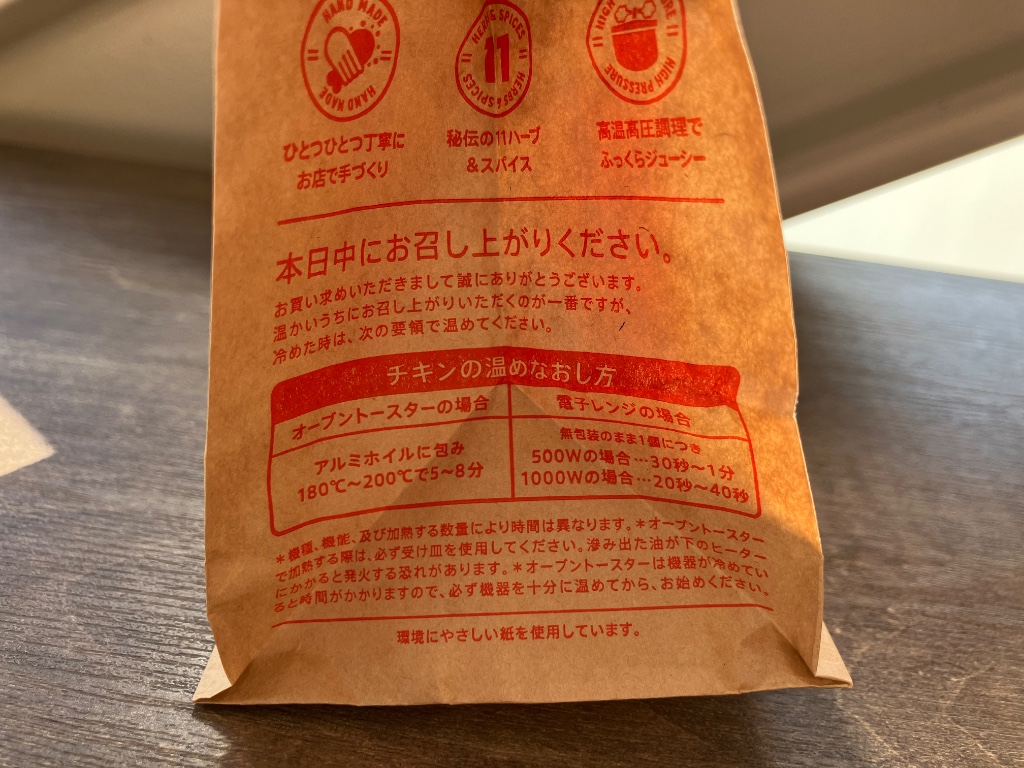 HAND MADE
HAND MADE
HERBS & SPICES
11
HERBS & SPICES
HIGH PRESSURE
ひとつひとつ丁寧に
お店で手づくり
秘伝の11ハーブ
&スパイス
高温高圧調理で
ふっくらジューシー
本日中にお召し上がりください。
お買い求めいただきまして誠にありがとうございます。
温かいうちにお召し上がりいただくのが一番ですが、
冷めた時は、次の要領で温めてください。
チキンの温めなおし方
オーブントースターの場合
アルミホイルに包み
180℃〜200℃で5〜8分
電子レンジの場合
無包装のまま1個につき
500Wの場合…30秒〜1分
1000Wの場合…20秒〜40秒
*機種、機能、及び加熱する数量により時間は異なります。*オーブントースター
で加熱する際は、必ず受け皿を使用してください。滲み出た油が下のヒーター
にかかると発火する恐れがあります。*オーブントースターは機器が冷めてい
ると時間がかかりますので、必ず機器を十分に温めてから、お始めください。
環境にやさしい紙を使用しています。